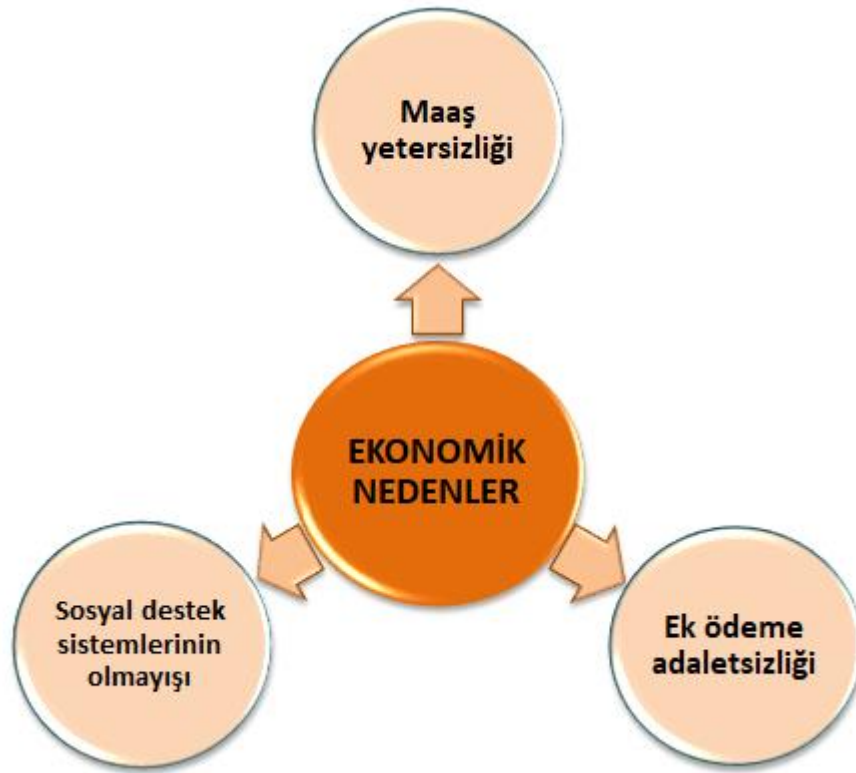 Maaş
yetersizliği
EKONOMİK
NEDENLER
Sosyal destek
sistemlerinin
olmayışı
Ek ödeme
adaletsizliği